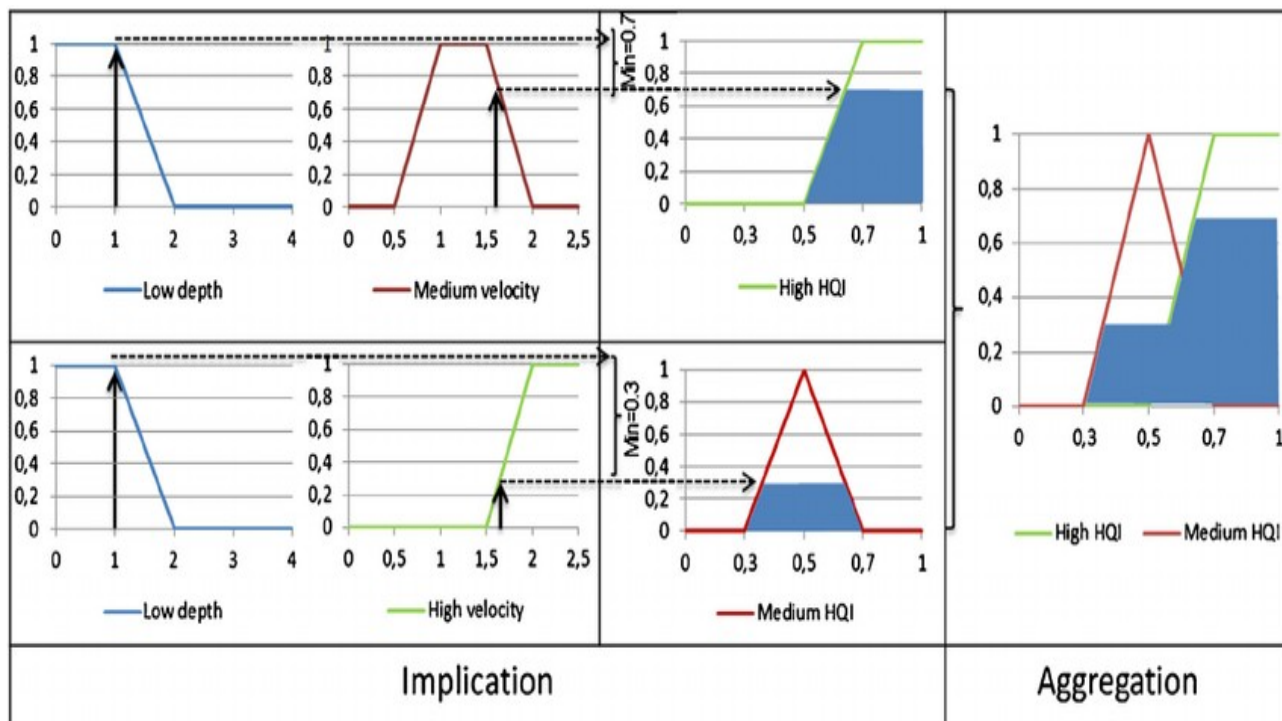 1
0,8
0,6
0,4
0,2
0
0 1 2 3 4
Low depth
1
0,8
0,6
0,4
0,2
0
0 0,5 1 1,5 2 2,5
Medium velocity
Min=0.7
1
0,8
0,6
0,4
0,2
0
0 0,3 0,5 0,7 1
High HQI
1
0,8
0,6
0,4
0,2
0
0 1 2 3 4
Low depth
1
0,8
0,6
0,4
0,2
0
0 0,5 1 1,5 2 2,5
High velocity
Min=0.3
1
0,8
0,6
0,4
0,2
0
0 0,3 0,5 0,7 1
Medium HQI
1
0,8
0,6
0,4
0,2
0
0 0,3 0,5 0,7 1
High HQI Medium HQI
Implication
Aggregation